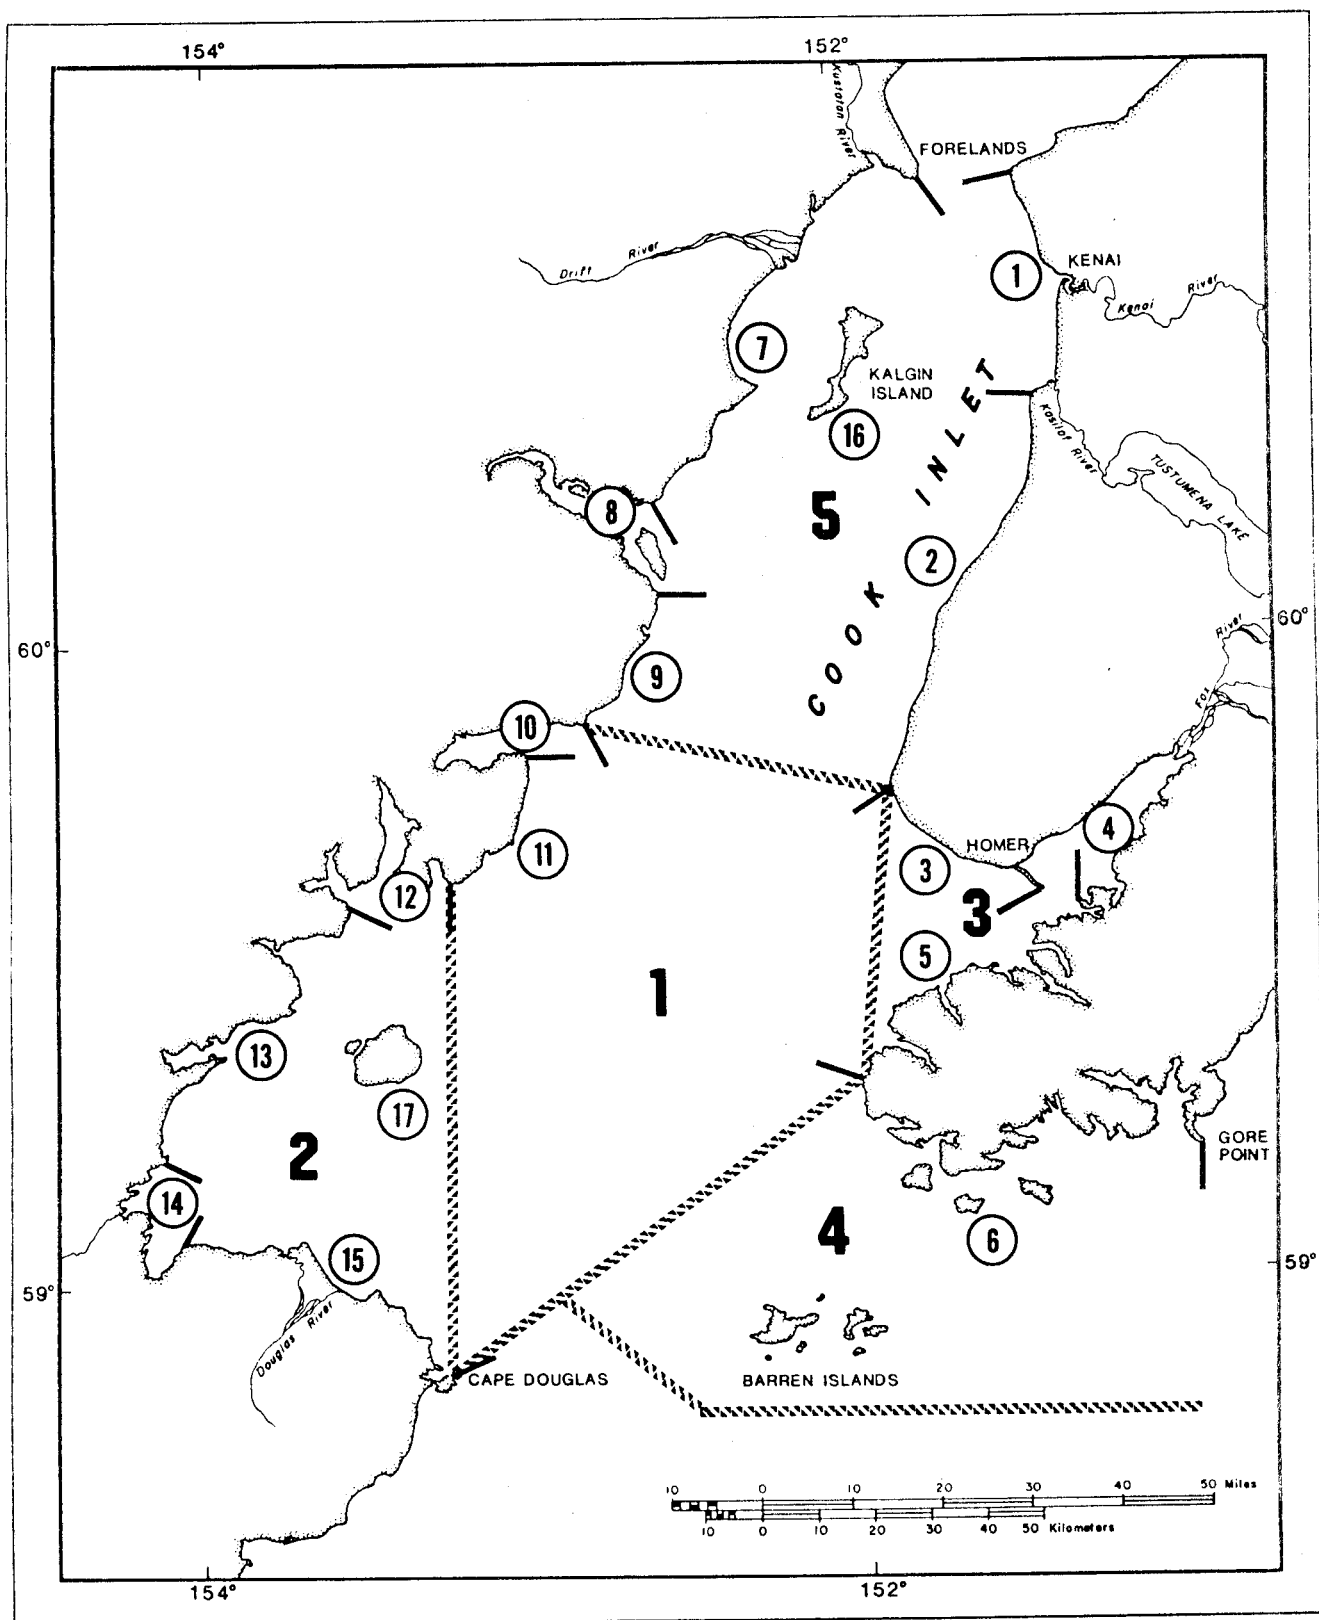 154°
152°
Kustatan River
FORELANDS
Drift River
1
KENAI
Kenai River
7
KALGIN
ISLAND
16
Kasilof River
TUSTUMENA LAKE
8
5
COOK INLET
2
60°
60°
River
Fox
9
10
11
12
HOMER
4
3
3
5
1
13
17
2
14
15
Douglas River
4
6
GORE
POINT
59°
59°
CAPE DOUGLAS
BARREN ISLANDS
10 0 10 20 30 40 50 Miles
10 0 10 20 30 40 50 Kilometers
154°
152°